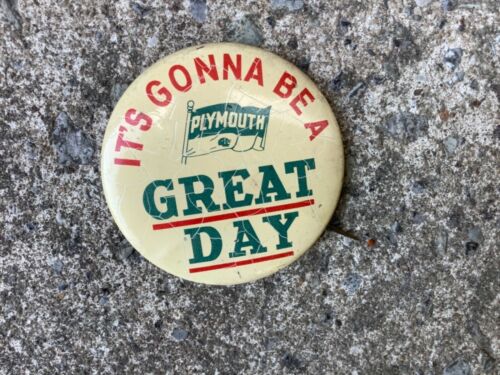 IT'S GONNA BE A
PLYMOUTH
GREAT
DAY